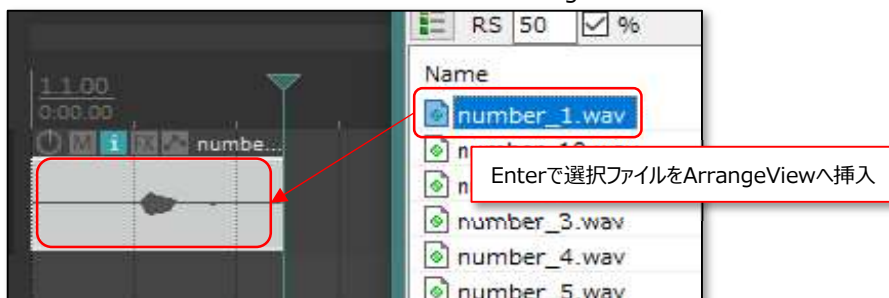 RS 50 %
1.1.00
0:00.00
Name
number_1.wav
M i FX numbe...
Enterで選択ファイルをArrangeViewへ挿入
number_3.wav
number_4.wav
number_5.wav